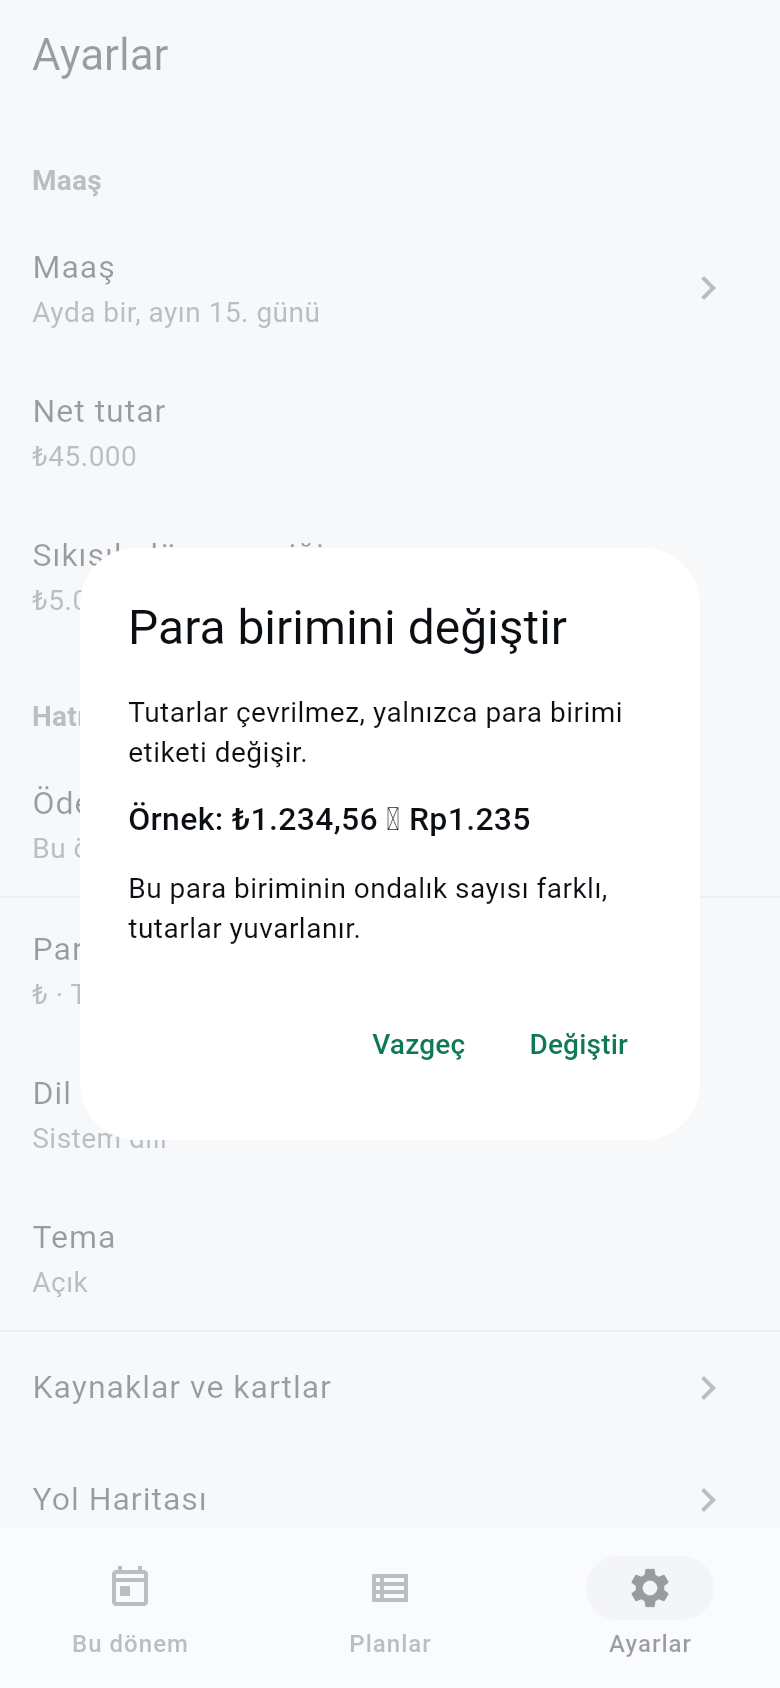 Ayarlar
Maaş
Maaş
Ayda bir, ayın 15. günü
Net tutar
₺45.000
Para birimini değiştir
Tutarlar çevrilmez, yalnızca para birimi
etiketi değişir.
Örnek: ₺1.234,56 Rp1.235
Bu para biriminin ondalık sayısı farklı,
tutarlar yuvarlanır.
Vazgeç Değiştir
Dil
Sistem
Tema
Açık
Kaynaklar ve kartlar
Yol Haritası
Bu dönem Planlar Ayarlar